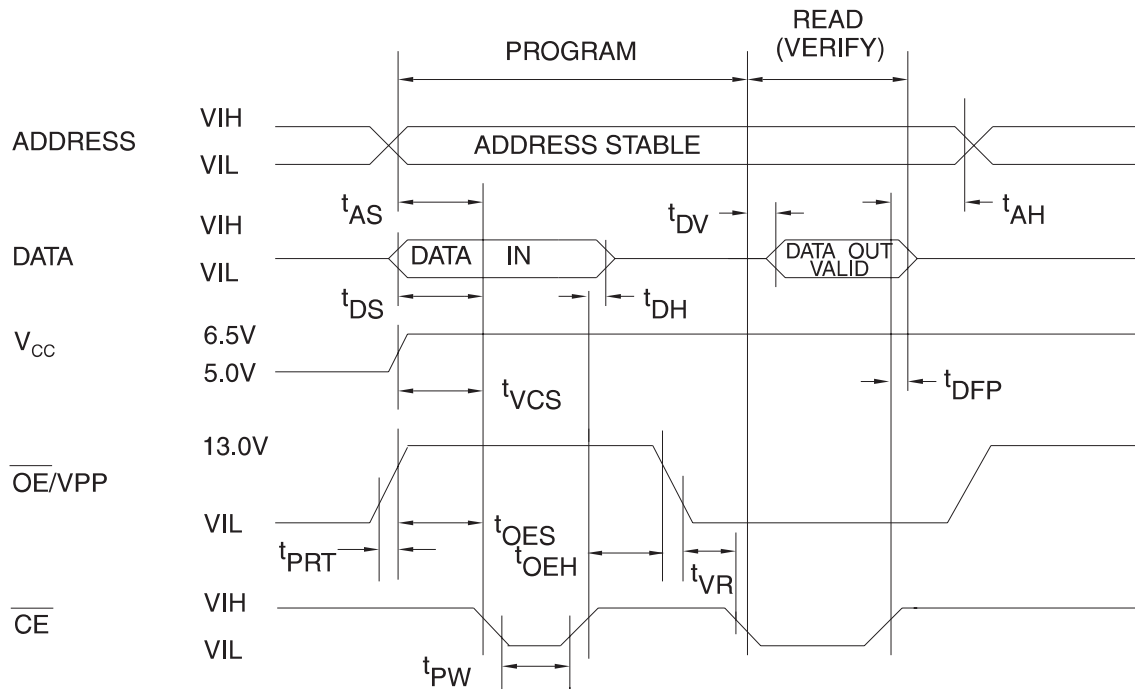 READ
(VERIFY)
PROGRAM
ADDRESS
VIH
VIL
ADDRESS STABLE
tAS
tDV
tAH
DATA
VIH
VIL
DATA IN
DATA OUT
VALID
tDS
tDH
VCC
6.5V
5.0V
tVCS
tDFP
OE/VPP
13.0V
VIL
tPRT
tOES
tOEH
tVR
CE
VIH
VIL
tPW